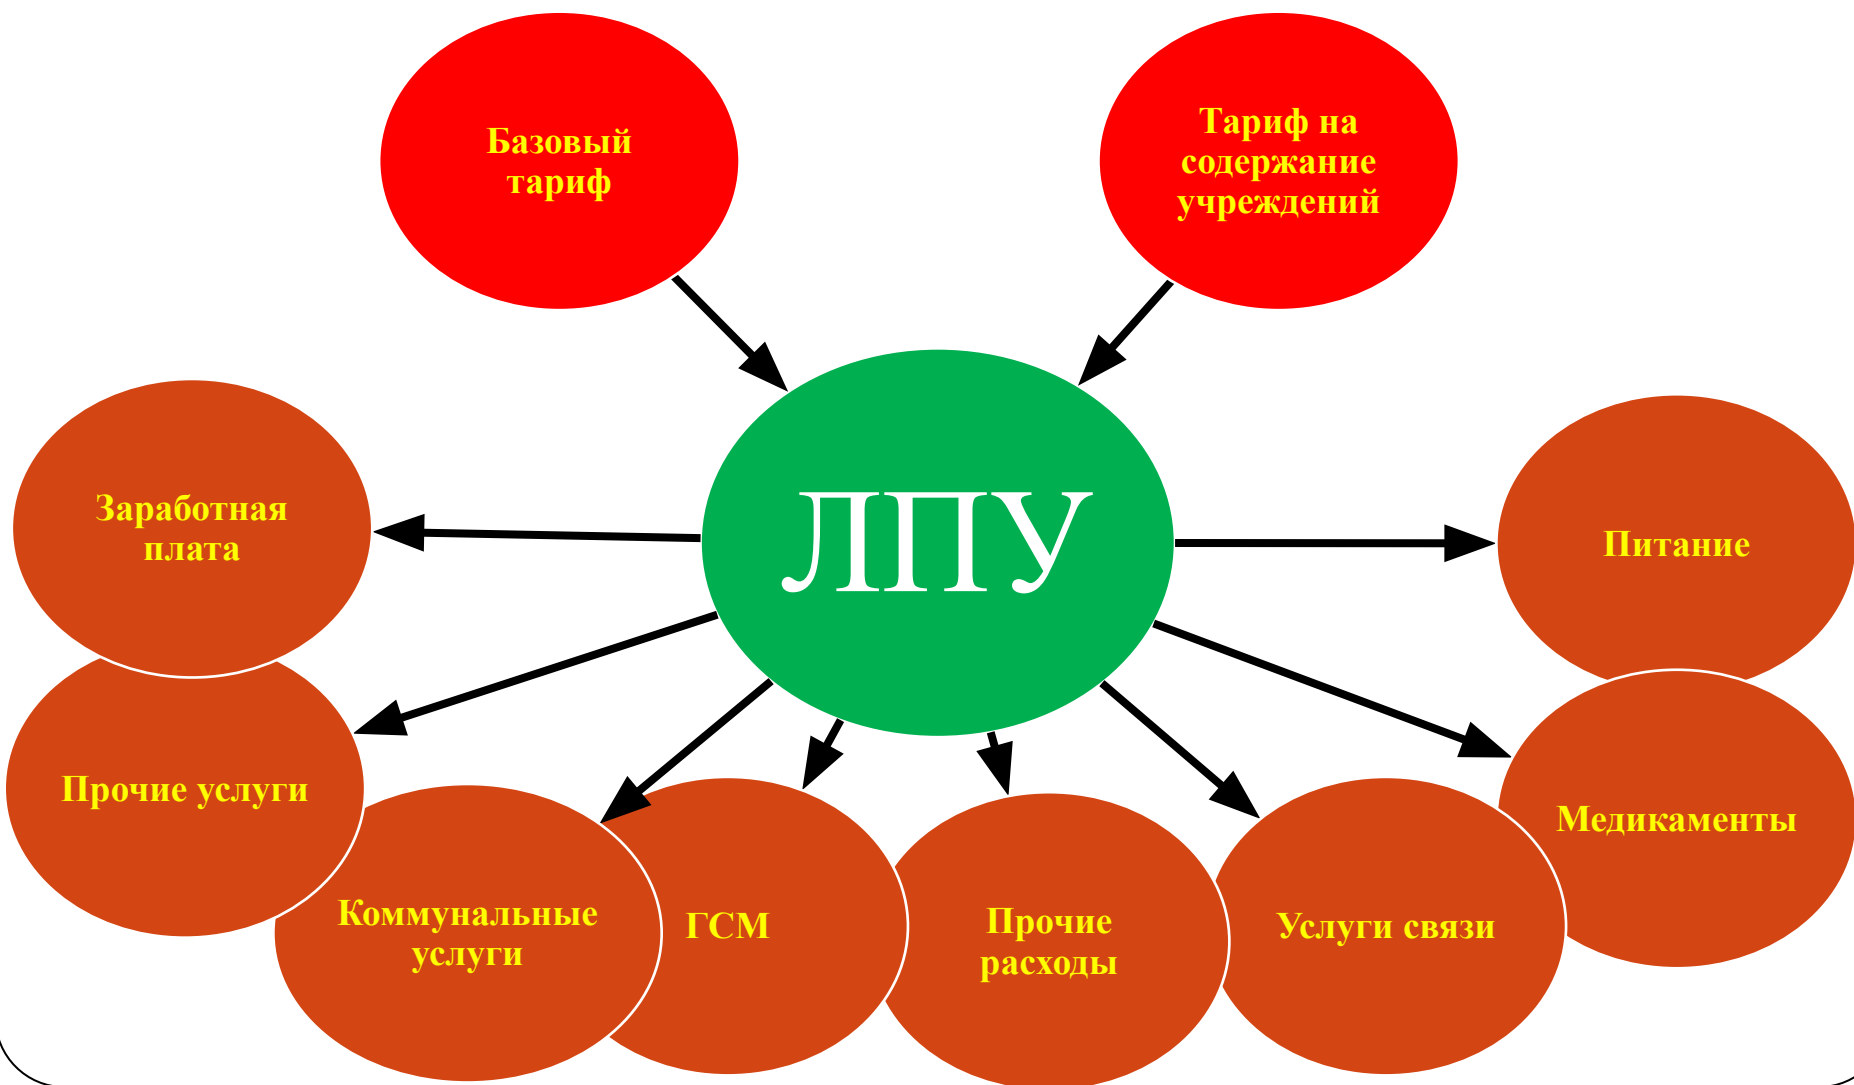 Базовый
тариф
Тариф на
содержание
учреждений
ЛПУ
Заработная
плата
Питание
Прочие услуги
Медикаменты
Коммунальные
услуги
ГСМ
Прочие
расходы
Услуги связи